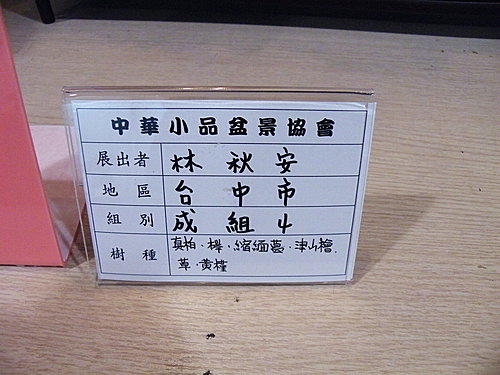 中華小品盆景協會
展出者 林秋安
地區 台中市
組別 成組4
樹種 真柏·櫸·縮緬葛·津山檜·
草·黄槿